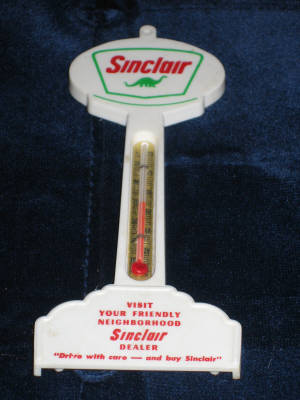 Sinclair
VISIT
YOUR FRIENDLY
NEIGHBORHOOD
Sinclair
DEALER
"Drive with care — and buy Sinclair"